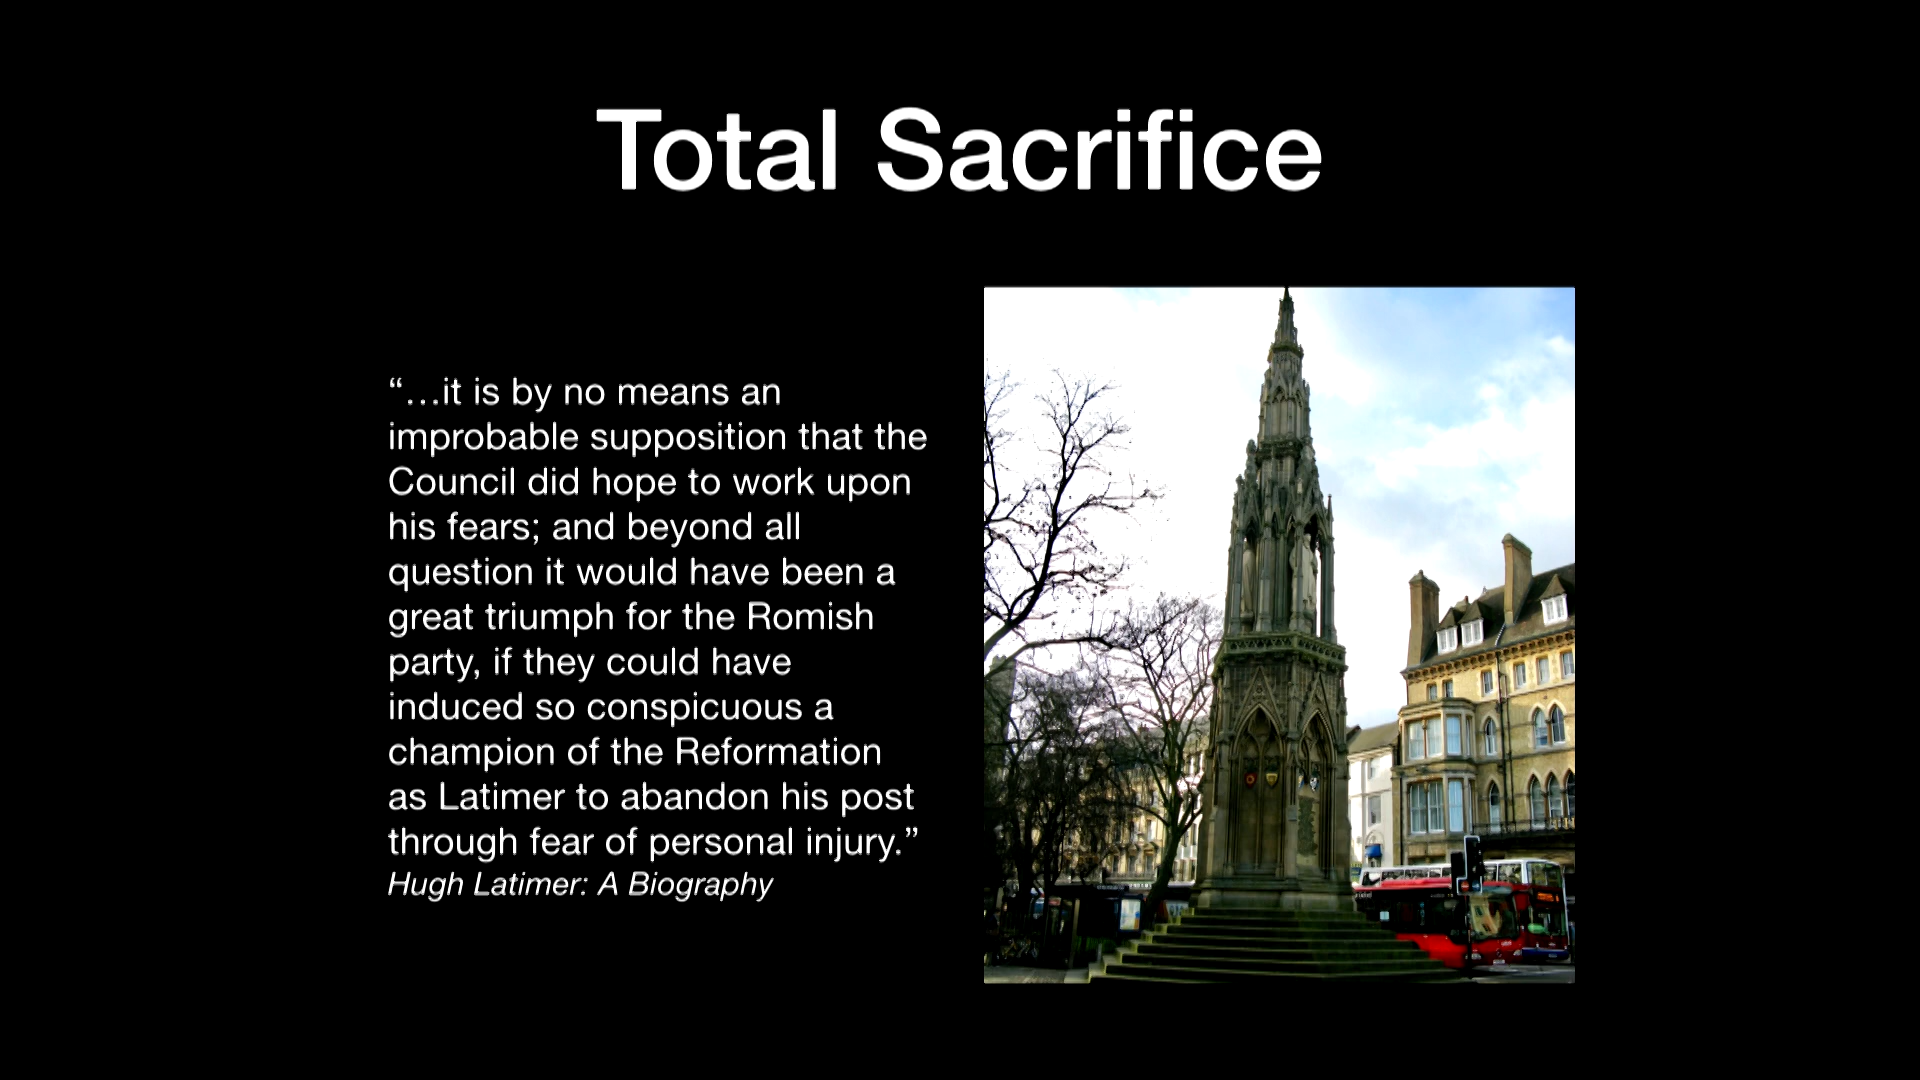 Total Sacrifice
“…it is by no means an
improbable supposition that the
Council did hope to work upon
his fears; and beyond all
question it would have been a
great triumph for the Romish
party, if they could have
induced so conspicuous a
champion of the Reformation
as Latimer to abandon his post
through fear of personal injury.”
Hugh Latimer: A Biography